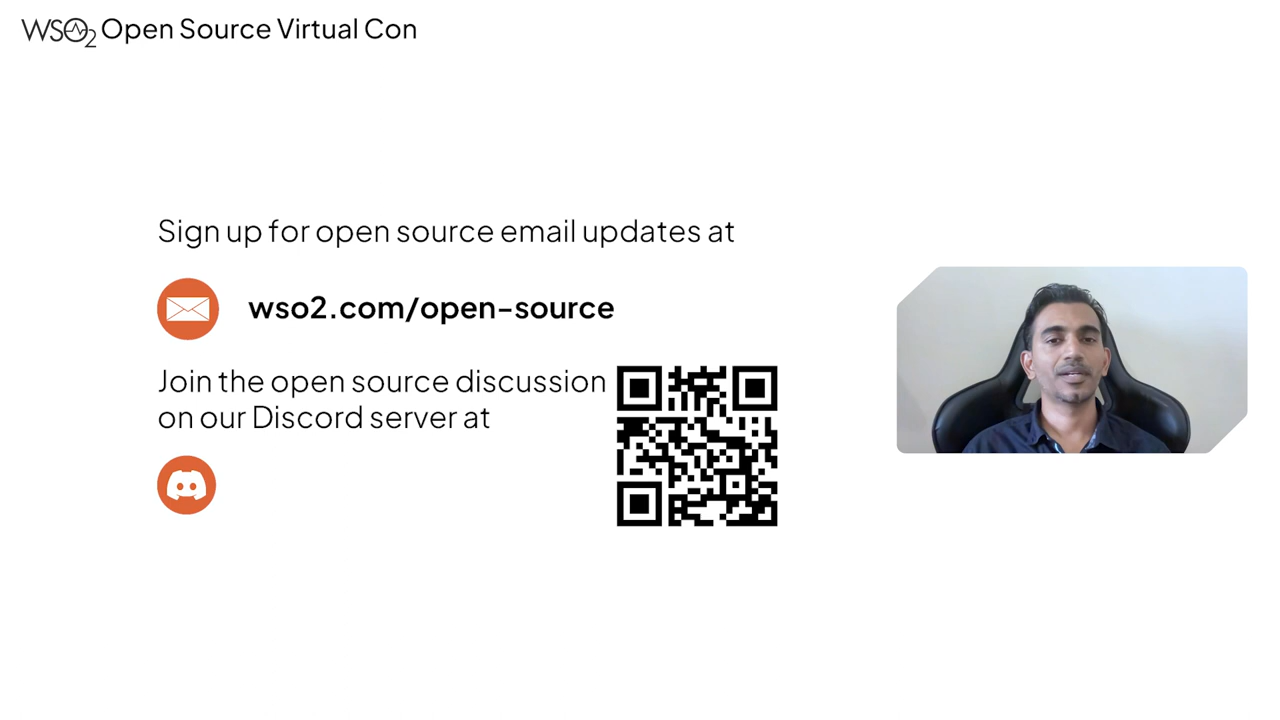 WSO2 Open Source Virtual Con
Sign up for open source email updates at
wso2.com/open-source
Join the open source discussion
on our Discord server at